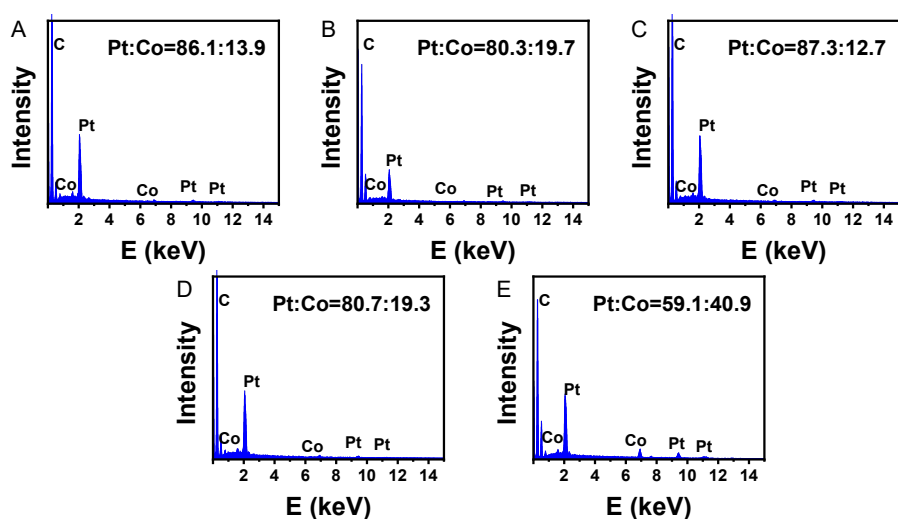 A
Pt:Co=86.1:13.9
C
Pt
Co
Co
Pt
Pt
Intensity
2 4 6 8 10 12 14
E (keV)
B
Pt:Co=80.3:19.7
C
Pt
Co
Co
Pt
Pt
Intensity
2 4 6 8 10 12 14
E (keV)
C
Pt:Co=87.3:12.7
C
Pt
Co
Co
Pt
Pt
Intensity
2 4 6 8 10 12 14
E (keV)
D
Pt:Co=80.7:19.3
C
Pt
Co
Co
Pt
Pt
Intensity
2 4 6 8 10 12 14
E (keV)
E
Pt:Co=59.1:40.9
C
Pt
Co
Co
Pt
Pt
Intensity
2 4 6 8 10 12 14
E (keV)